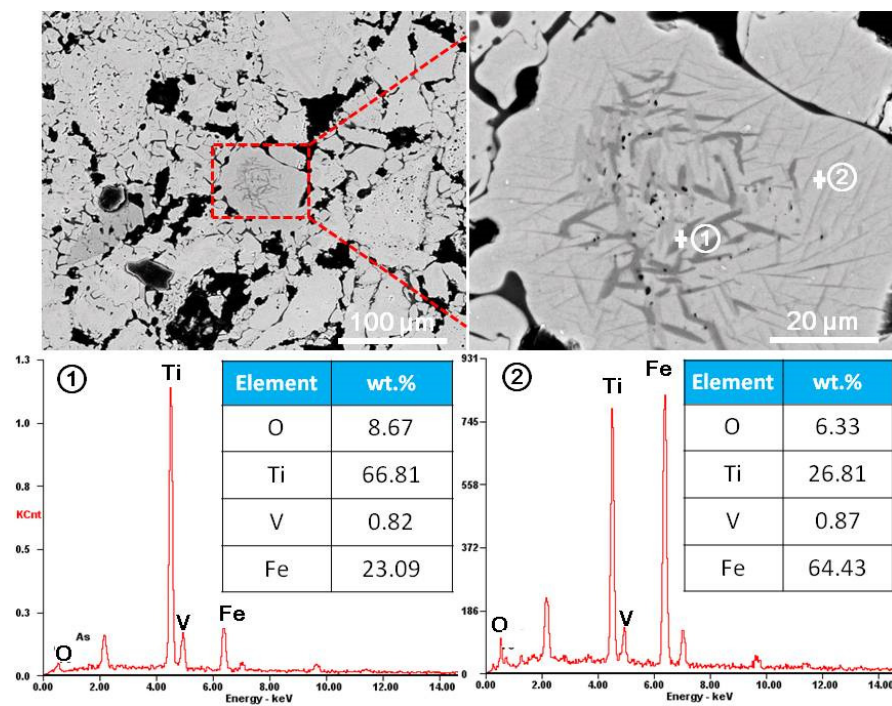 100 µm
20 µm
+①
+②
①
Element wt.%
O 8.67
Ti 66.81
V 0.82
Fe 23.09
1.3
1.0
0.8
KCnt
0.5
0.3
0.0
O
As
Ti
V
Fe
0.00 2.00 4.00 6.00 8.00 10.00 12.00 14.0
Energy - keV
②
Element wt.%
O 6.33
Ti 26.81
V 0.87
Fe 64.43
931
745
558
372
186
0
O
Ti
V
Fe
0.00 2.00 4.00 6.00 8.00 10.00 12.00 14.00
Energy - keV